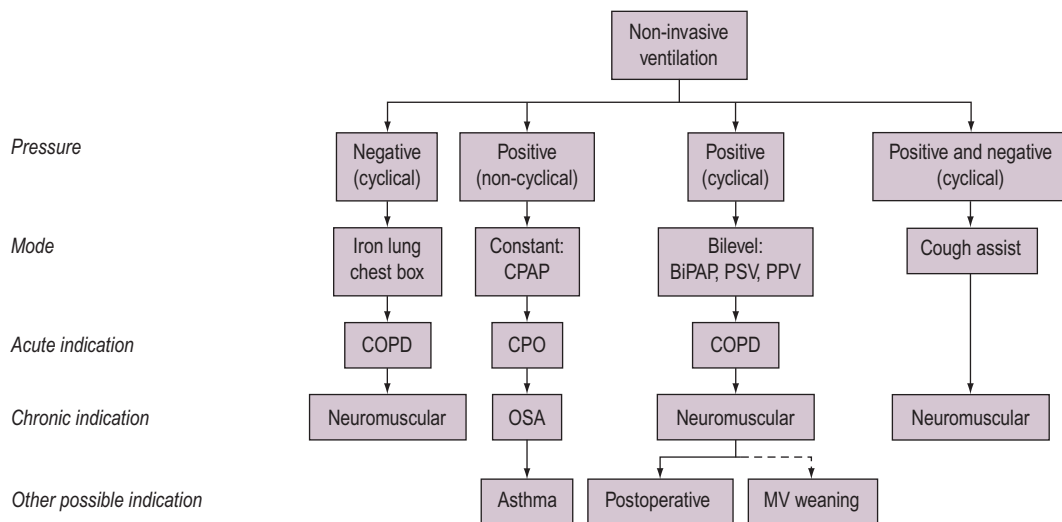 Non-invasive
ventilation
Pressure
Negative
(cyclical)
Positive
(non-cyclical)
Positive
(cyclical)
Positive and negative
(cyclical)
Mode
Iron lung
chest box
Constant:
CPAP
Bilevel:
BiPAP, PSV, PPV
Cough assist
Acute indication
COPD
CPO
COPD
Chronic indication
Neuromuscular
OSA
Neuromuscular
Neuromuscular
Other possible indication
Asthma
Postoperative
MV weaning